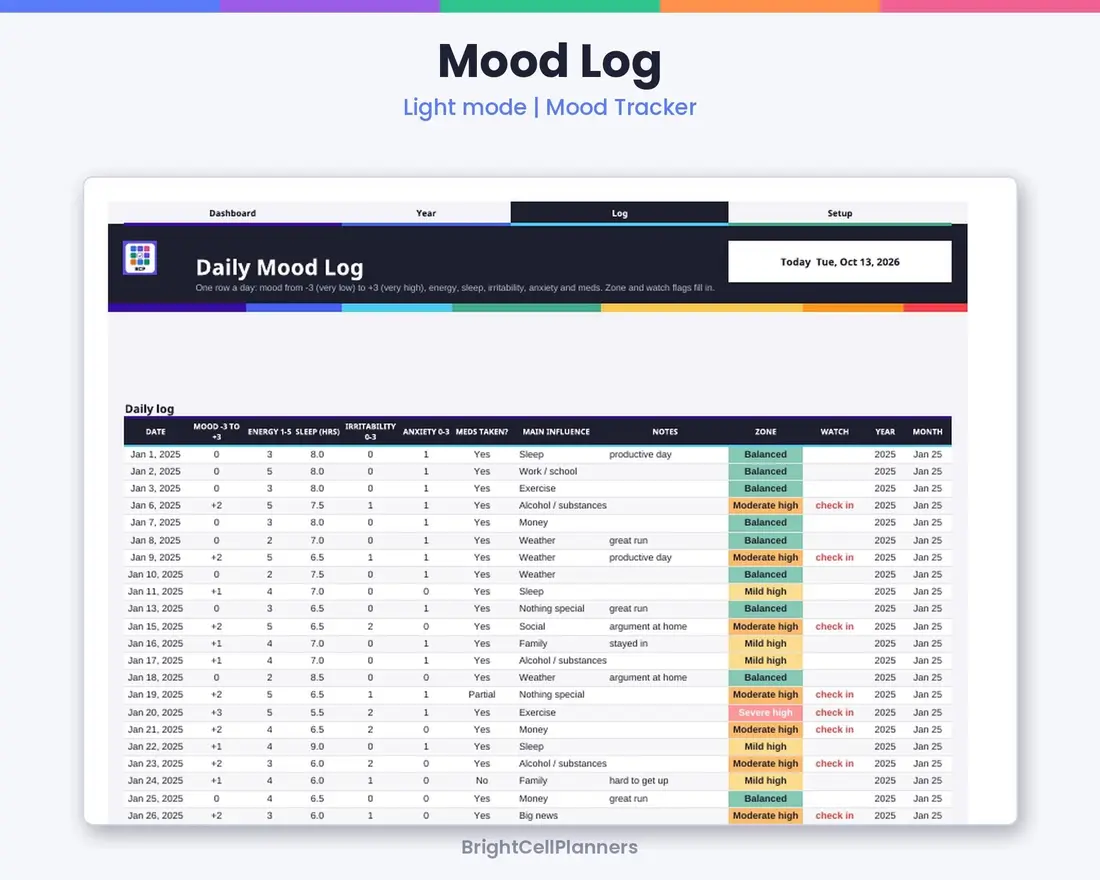 Mood Log
Light mode | Mood Tracker
Dashboard Year Log Setup
BCP
Daily Mood Log
Today Tue, Oct 13, 2026
One row a day: mood from -3 (very low) to +3 (very high), energy, sleep, irritability, anxiety and meds. Zone and watch flags fill in.
Daily log
DATE MOOD -3 TO +3 ENERGY 1-5 SLEEP (HRS) IRRITABILITY 0-3 ANXIETY 0-3 MEDS TAKEN? MAIN INFLUENCE NOTES ZONE WATCH YEAR MONTH
Jan 1, 2025 0 3 8.0 0 1 Yes Sleep productive day Balanced 2025 Jan 25
Jan 2, 2025 0 5 8.0 0 1 Yes Work / school Balanced 2025 Jan 25
Jan 3, 2025 0 3 8.0 0 1 Yes Exercise Balanced 2025 Jan 25
Jan 6, 2025 +2 5 7.5 1 1 Yes Alcohol / substances Moderate high check in 2025 Jan 25
Jan 7, 2025 0 3 8.0 0 1 Yes Money Balanced 2025 Jan 25
Jan 8, 2025 0 2 7.0 0 1 Yes Weather great run Balanced 2025 Jan 25
Jan 9, 2025 +2 5 6.5 1 1 Yes Weather productive day Moderate high check in 2025 Jan 25
Jan 10, 2025 0 2 7.5 0 1 Yes Weather Balanced 2025 Jan 25
Jan 11, 2025 +1 4 7.0 0 0 Yes Sleep Mild high 2025 Jan 25
Jan 13, 2025 0 3 6.5 0 1 Yes Nothing special great run Balanced 2025 Jan 25
Jan 15, 2025 +2 5 6.5 2 0 Yes Social argument at home Moderate high check in 2025 Jan 25
Jan 16, 2025 +1 4 7.0 0 1 Yes Family stayed in Mild high 2025 Jan 25
Jan 17, 2025 +1 4 7.0 0 1 Yes Alcohol / substances Mild high 2025 Jan 25
Jan 18, 2025 0 2 8.5 0 0 Yes Weather argument at home Balanced 2025 Jan 25
Jan 19, 2025 +2 5 6.5 1 1 Partial Nothing special Moderate high check in 2025 Jan 25
Jan 20, 2025 +3 5 5.5 2 1 Yes Exercise Severe high check in 2025 Jan 25
Jan 21, 2025 +2 4 6.5 2 0 Yes Money Moderate high check in 2025 Jan 25
Jan 22, 2025 +1 4 9.0 0 1 Yes Sleep Mild high 2025 Jan 25
Jan 23, 2025 +2 3 6.0 2 0 Yes Alcohol / substances Moderate high check in 2025 Jan 25
Jan 24, 2025 +1 4 6.0 1 0 No Family hard to get up Mild high 2025 Jan 25
Jan 25, 2025 0 4 6.5 0 0 Yes Money great run Balanced 2025 Jan 25
Jan 26, 2025 +2 3 6.0 1 0 Yes Big news Moderate high check in 2025 Jan 25
BrightCellPlanners